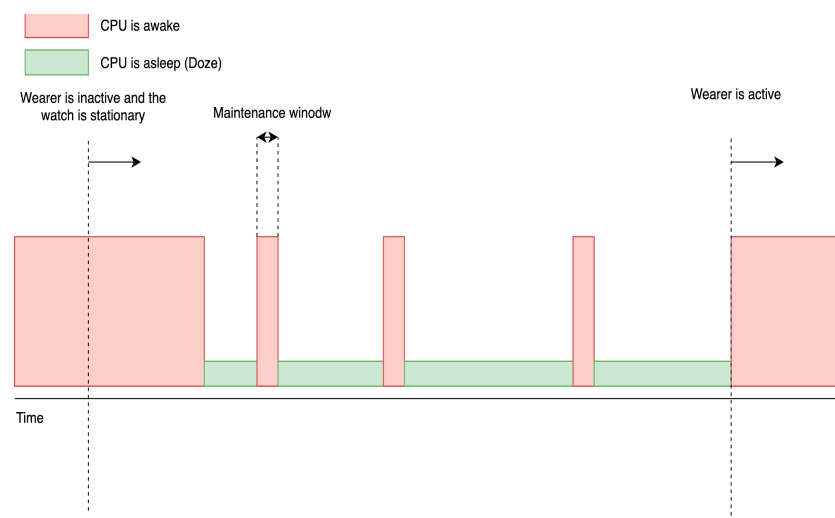 CPU is awake
CPU is asleep (Doze)
Wearer is inactive and the
watch is stationary
Maintenance winodw
Wearer is active
Time